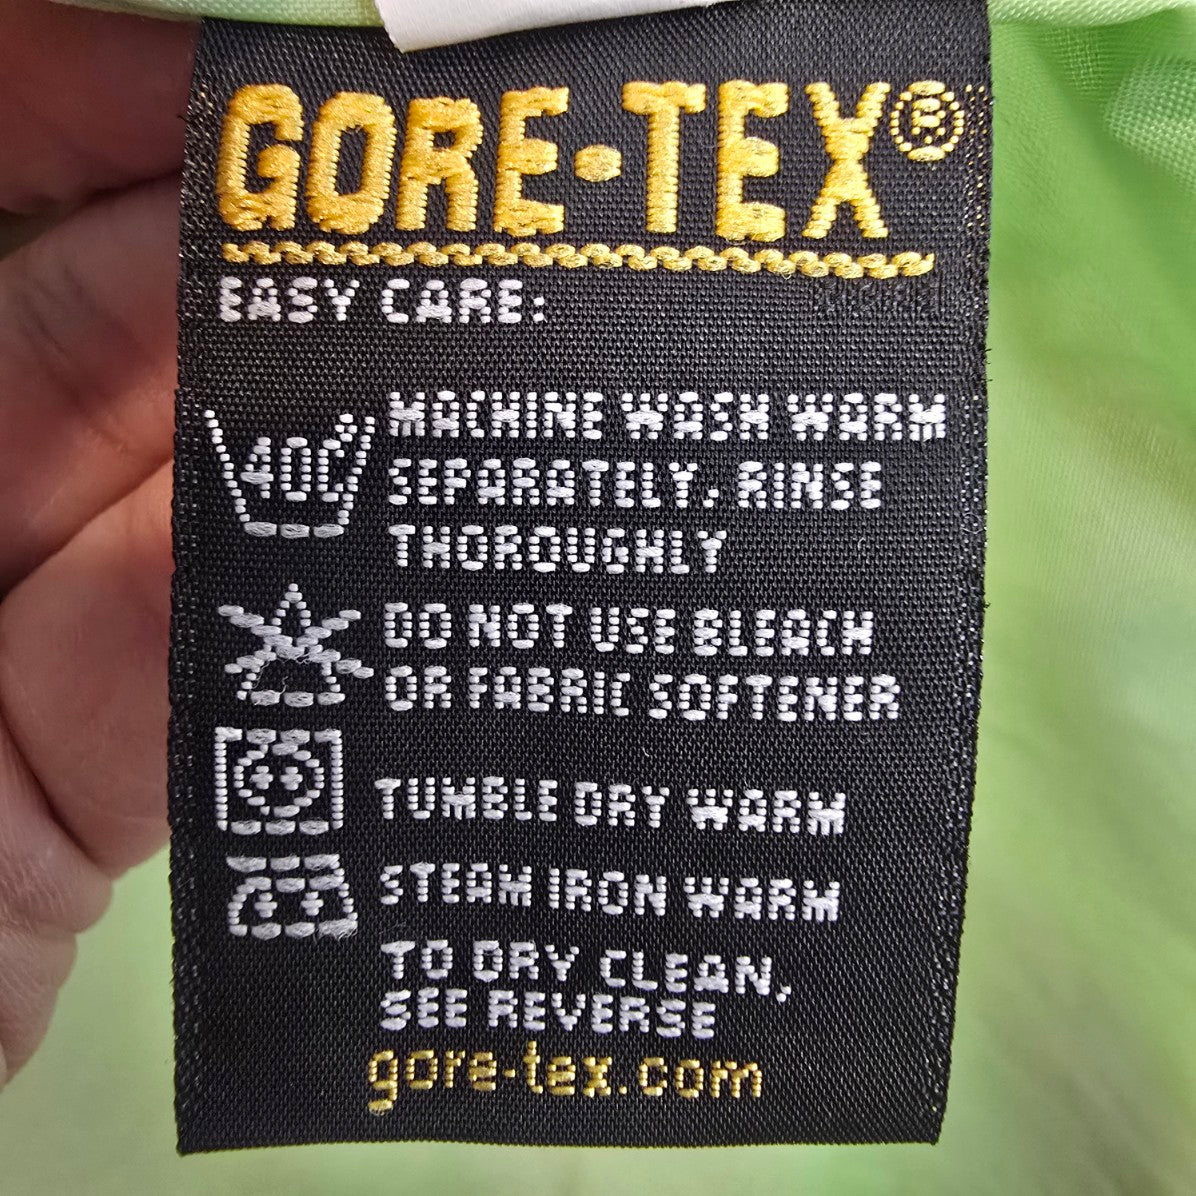 GORE-TEX®
EASY CARE:
40C
MACHINE WASH WARM
SEPARATELY, RINSE
THOROUGHLY
DO NOT USE BLEACH
OR FABRIC SOFTENER
TUMBLE DRY WARM
STEAM IRON WARM
TO DRY CLEAN,
SEE REVERSE
gore-tex.com